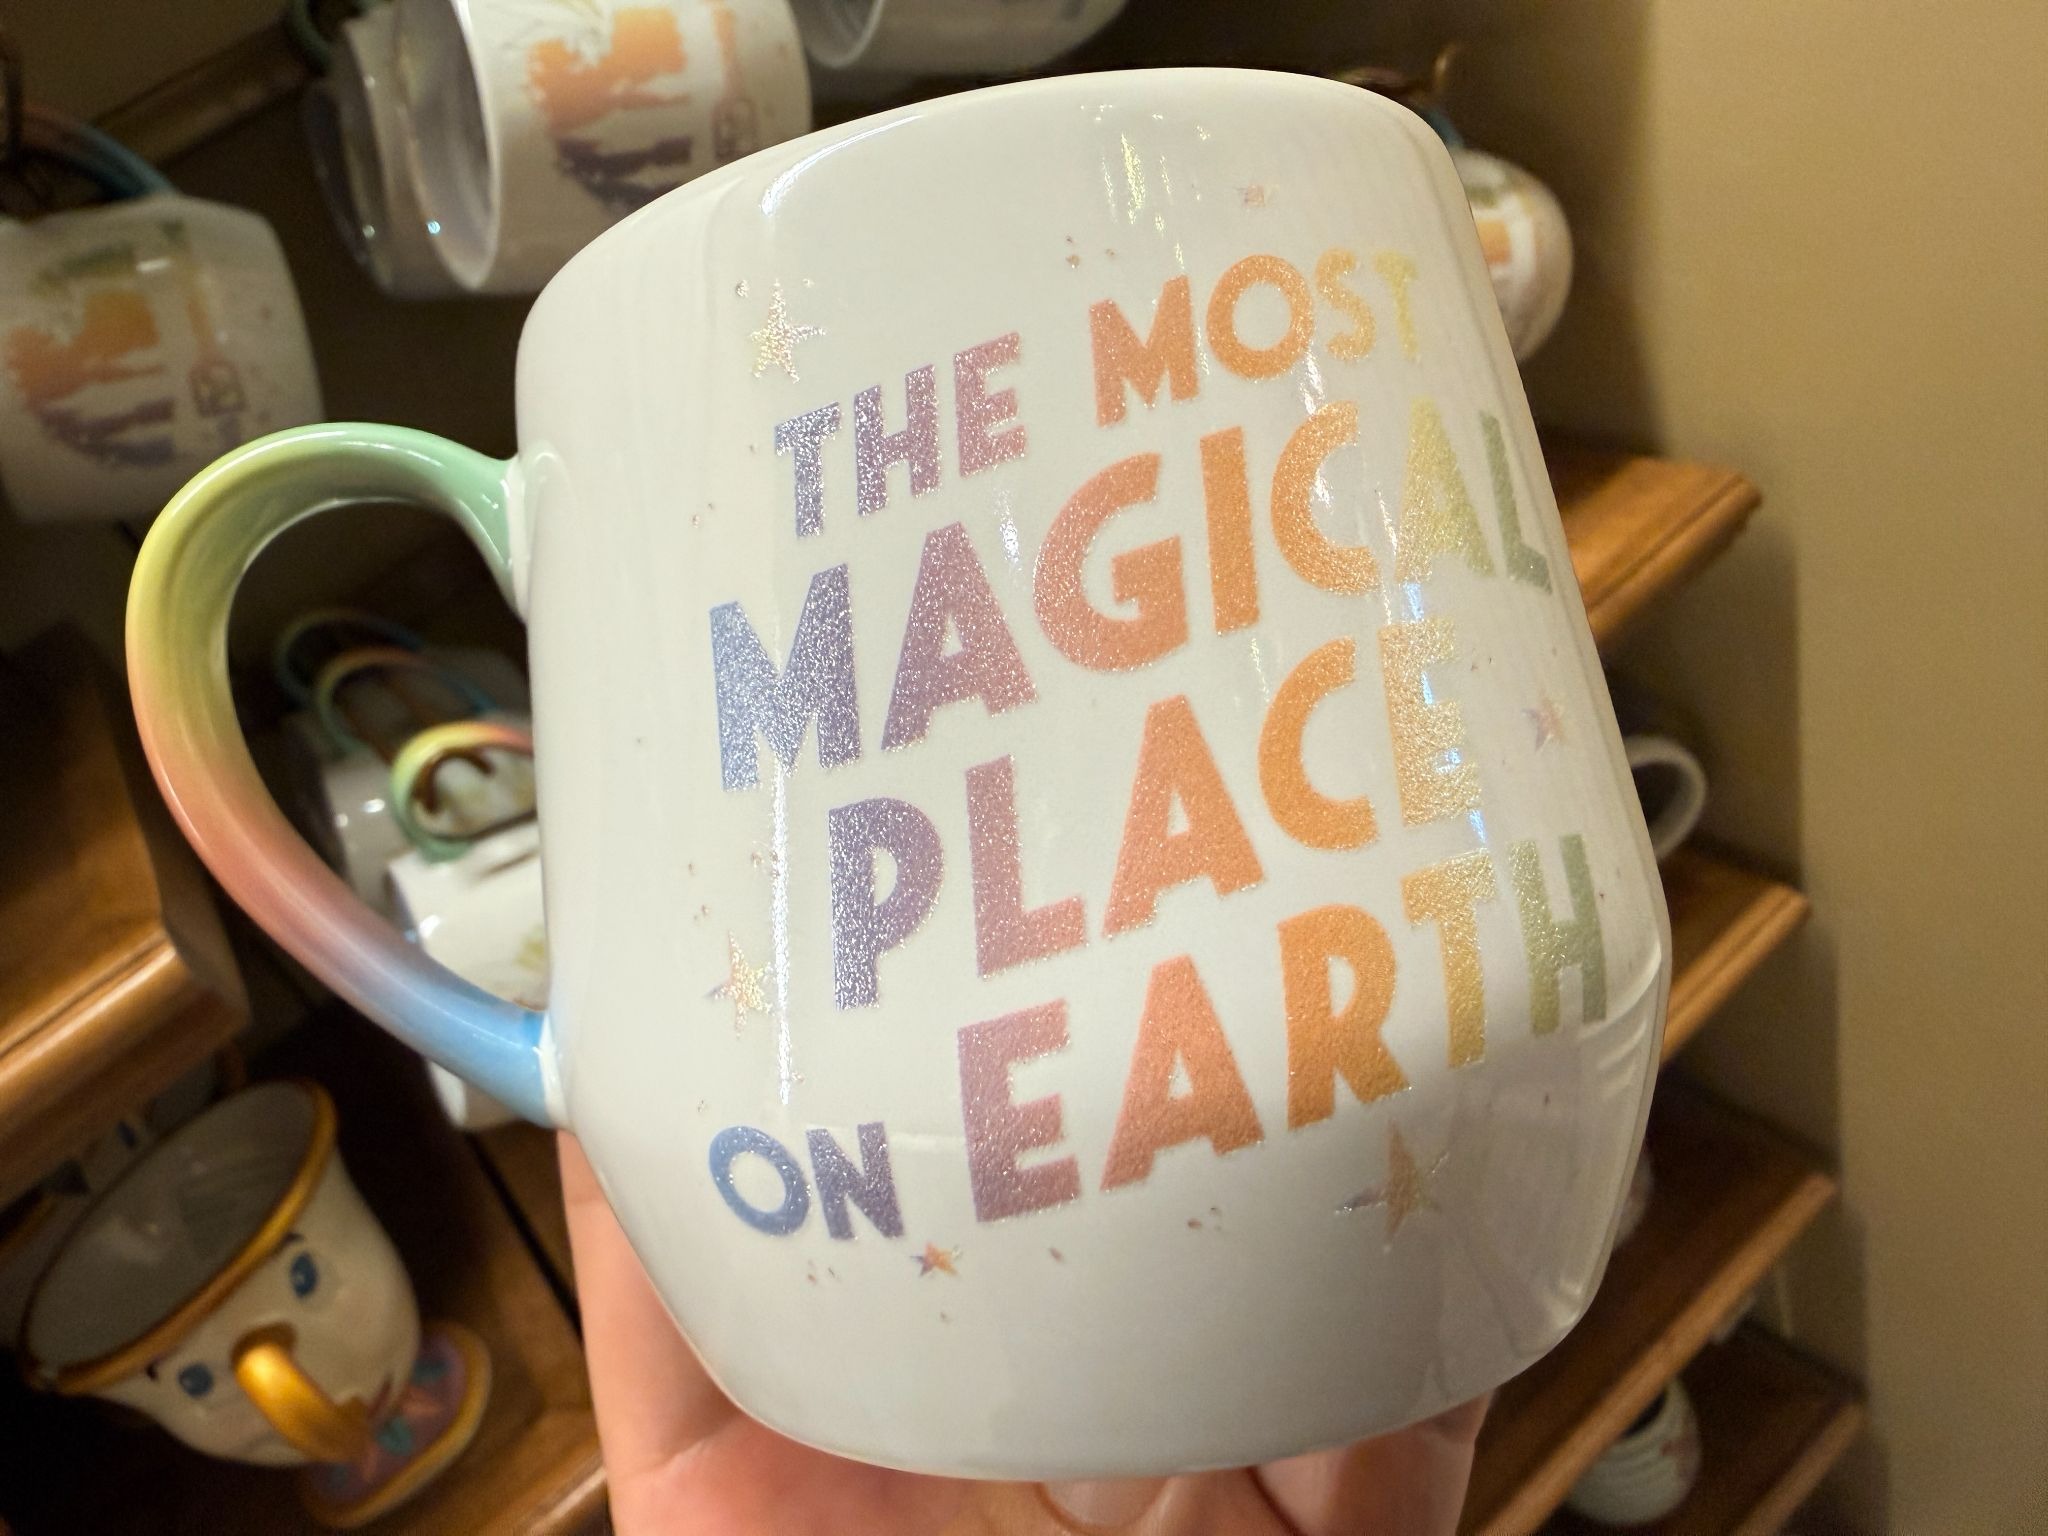 THE MOST
MAGICAL
PLACE
ON EARTH